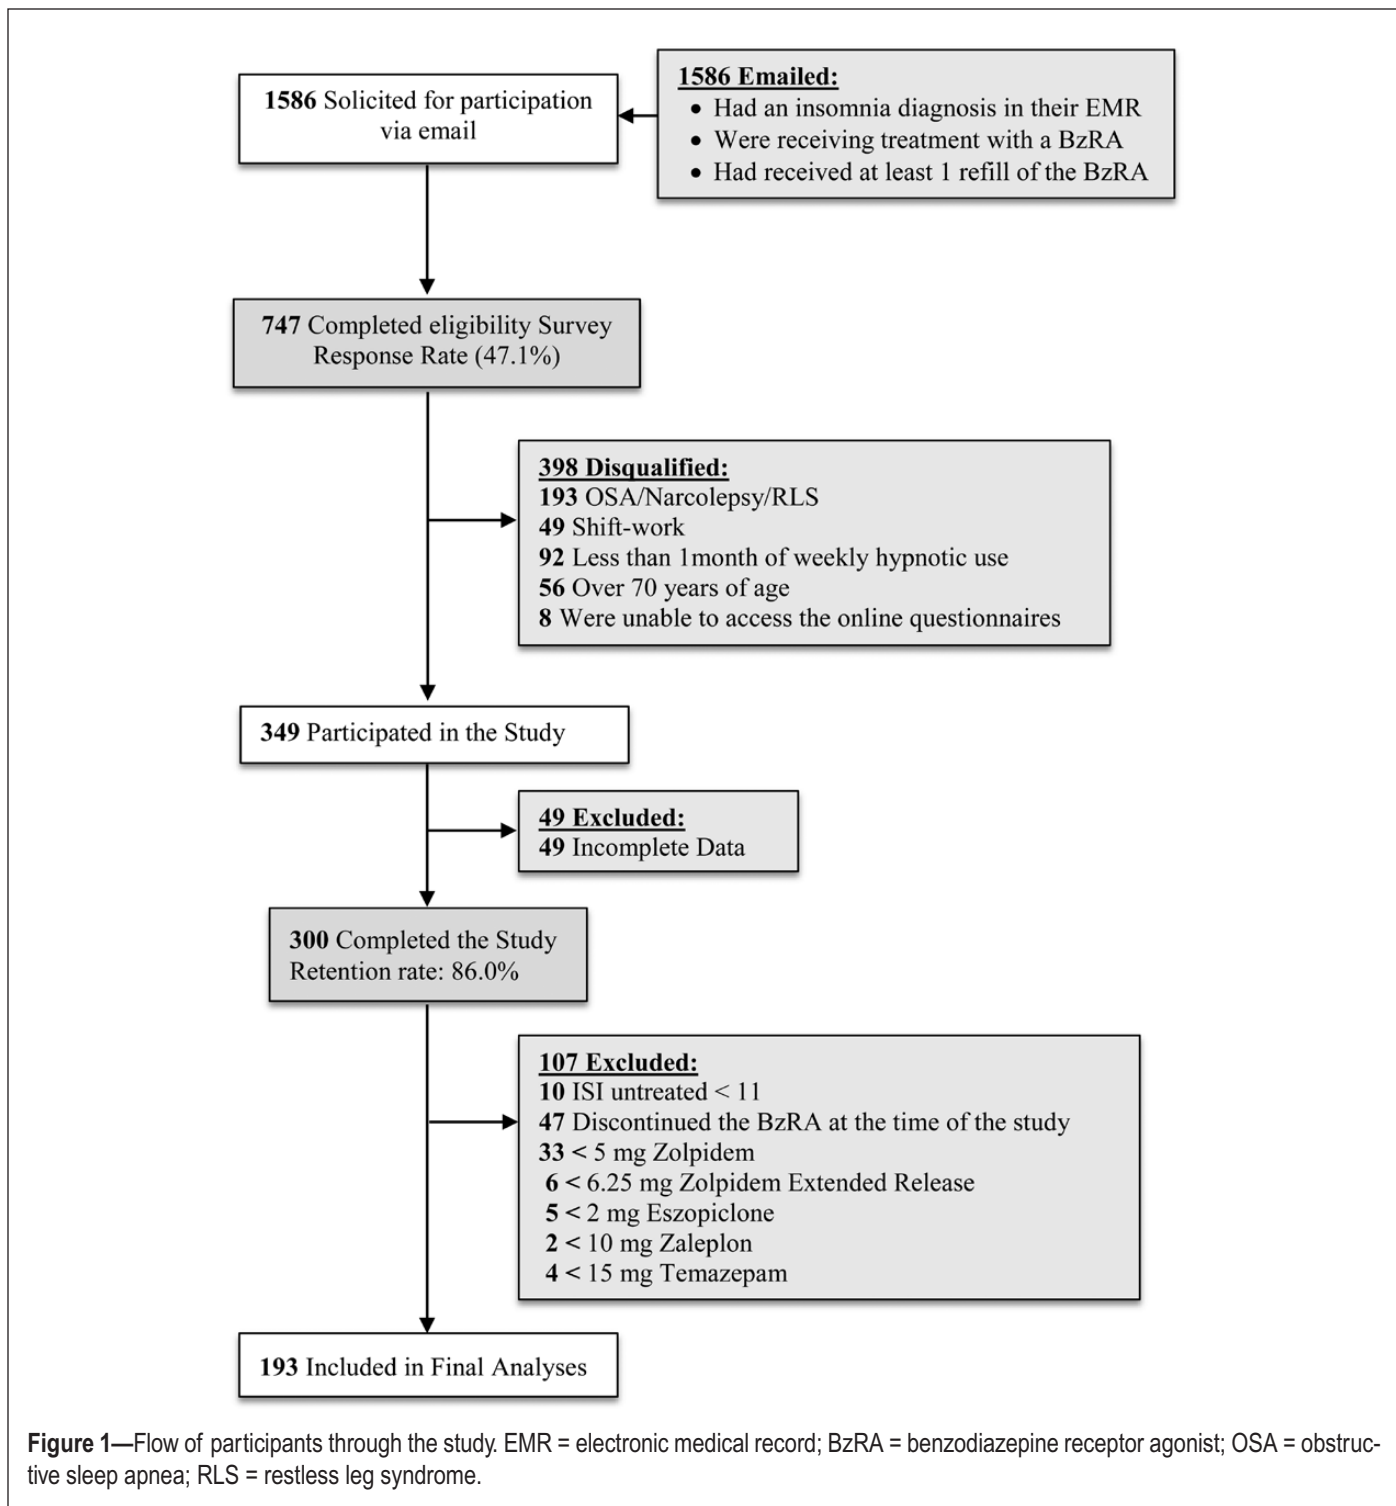 1586 Solicited for participation
via email
1586 Emailed:
• Had an insomnia diagnosis in their EMR
• Were receiving treatment with a BzRA
• Had received at least 1 refill of the BzRA
747 Completed eligibility Survey
Response Rate (47.1%)
398 Disqualified:
193 OSA/Narcolepsy/RLS
49 Shift-work
92 Less than 1month of weekly hypnotic use
56 Over 70 years of age
8 Were unable to access the online questionnaires
349 Participated in the Study
49 Excluded:
49 Incomplete Data
300 Completed the Study
Retention rate: 86.0%
107 Excluded:
10 ISI untreated < 11
47 Discontinued the BzRA at the time of the study
33 < 5 mg Zolpidem
6 < 6.25 mg Zolpidem Extended Release
5 < 2 mg Eszopiclone
2 < 10 mg Zaleplon
4 < 15 mg Temazepam
193 Included in Final Analyses
Figure 1—Flow of participants through the study. EMR = electronic medical record; BzRA = benzodiazepine receptor agonist; OSA = obstruc-
tive sleep apnea; RLS = restless leg syndrome.